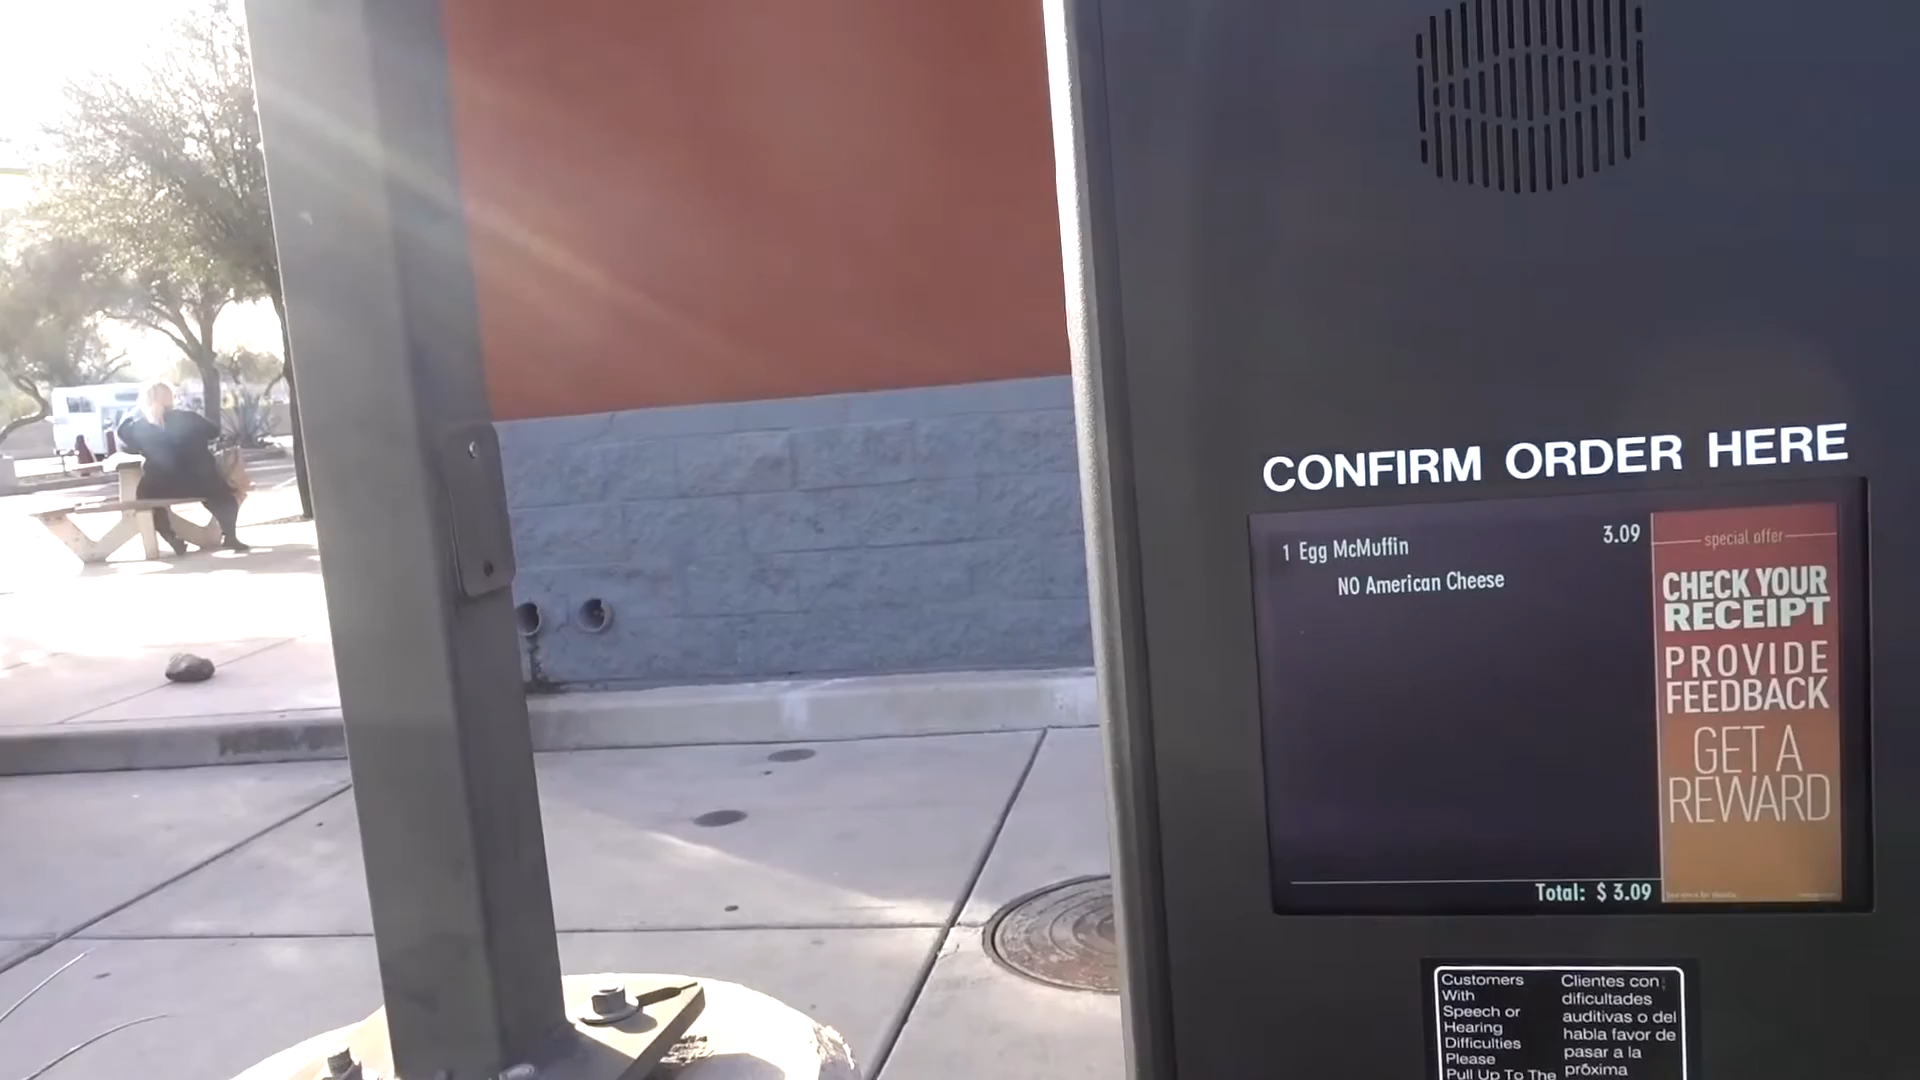 CONFIRM ORDER HERE
1 Egg McMuffin 3.09
NO American Cheese
Total: $ 3.09
special offer
CHECK YOUR
RECEIPT
PROVIDE
FEEDBACK
GET A
REWARD
Customers
With
Speech or
Hearing
Difficulties
Please
Pull Up To The
Clientes con
dificultades
auditivas o del
habla favor de
pasar a la
próxima